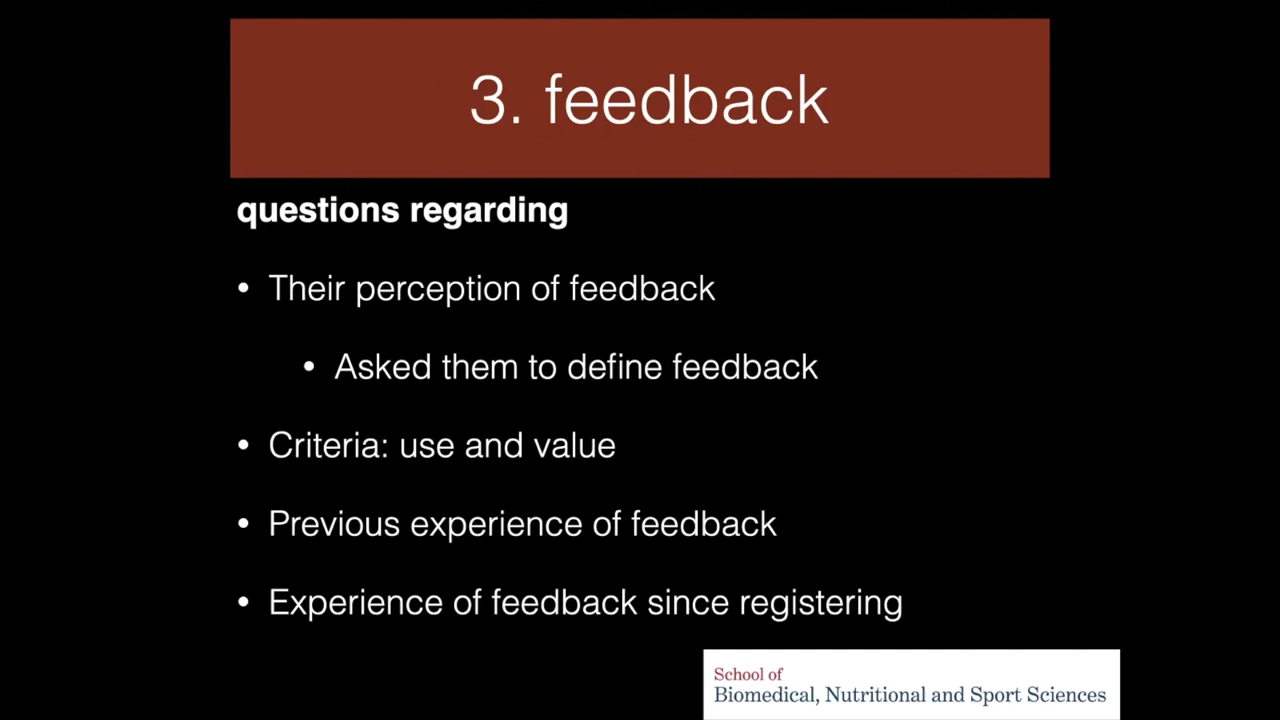 3. feedback
questions regarding
• Their perception of feedback
• Asked them to define feedback
• Criteria: use and value
• Previous experience of feedback
• Experience of feedback since registering
School of
Biomedical, Nutritional and Sport Sciences